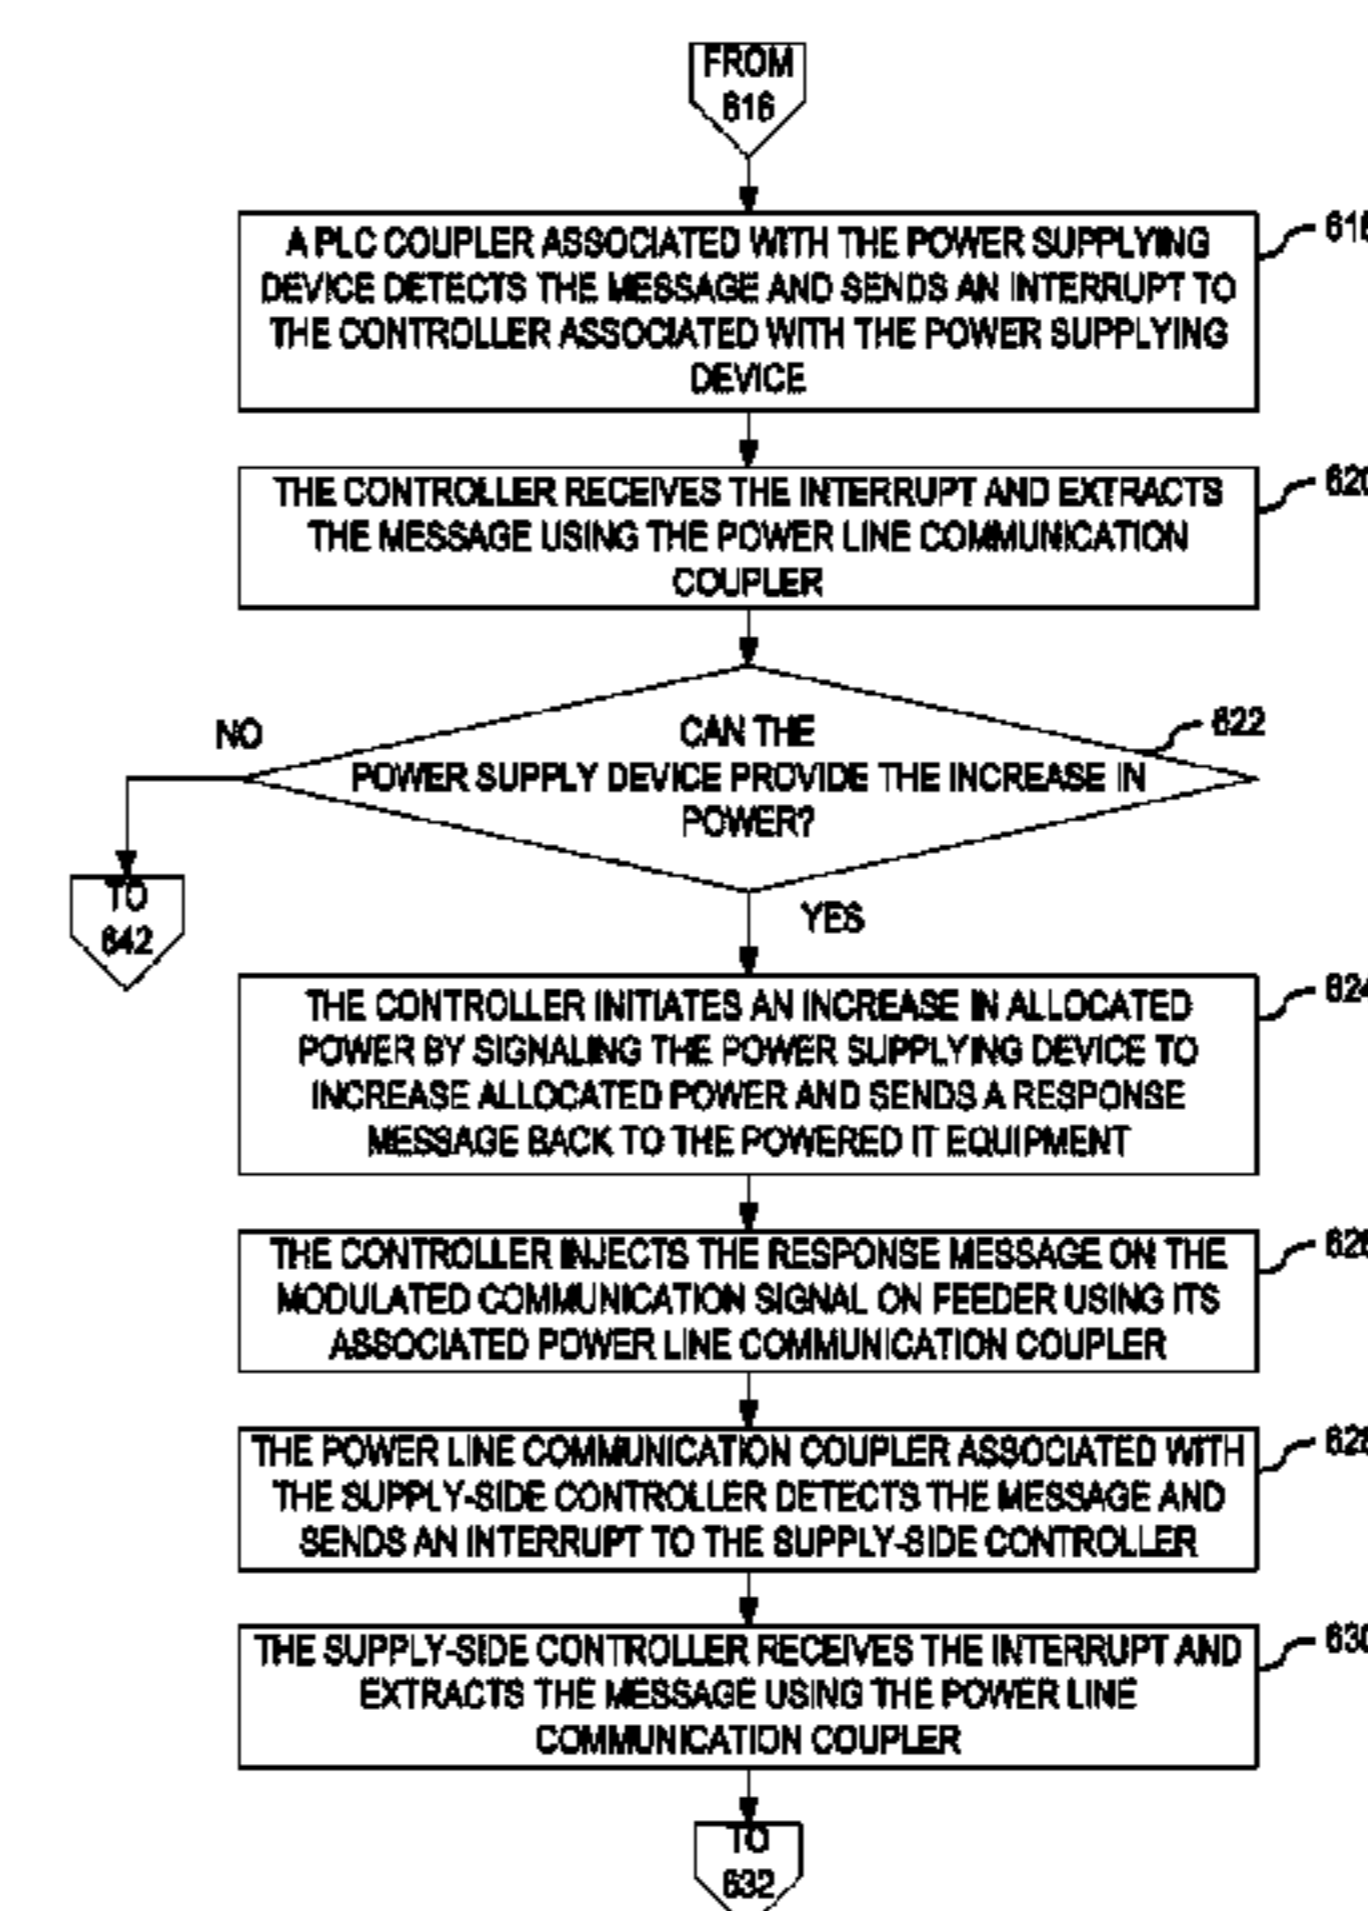 FROM
616
A PLC COUPLER ASSOCIATED WITH THE POWER SUPPLYING
DEVICE DETECTS THE MESSAGE AND SENDS AN INTERRUPT TO
THE CONTROLLER ASSOCIATED WITH THE POWER SUPPLYING
DEVICE
THE CONTROLLER RECEIVES THE INTERRUPT AND EXTRACTS
THE MESSAGE USING THE POWER LINE COMMUNICATION
COUPLER
620
NO
622
CAN THE
POWER SUPPLY DEVICE PROVIDE THE INCREASE IN
POWER?
TO
642
YES
THE CONTROLLER INITIATES AN INCREASE IN ALLOCATED
POWER BY SIGNALING THE POWER SUPPLYING DEVICE TO
INCREASE ALLOCATED POWER AND SENDS A RESPONSE
MESSAGE BACK TO THE POWERED IT EQUIPMENT
624
THE CONTROLLER INJECTS THE RESPONSE MESSAGE ON THE
MODULATED COMMUNICATION SIGNAL ON FEEDER USING ITS
ASSOCIATED POWER LINE COMMUNICATION COUPLER
THE POWER LINE COMMUNICATION COUPLER ASSOCIATED WITH
THE SUPPLY-SIDE CONTROLLER DETECTS THE MESSAGE AND
SENDS AN INTERRUPT TO THE SUPPLY-SIDE CONTROLLER
THE SUPPLY-SIDE CONTROLLER RECEIVES THE INTERRUPT AND
EXTRACTS THE MESSAGE USING THE POWER LINE
COMMUNICATION COUPLER
630
TO
632